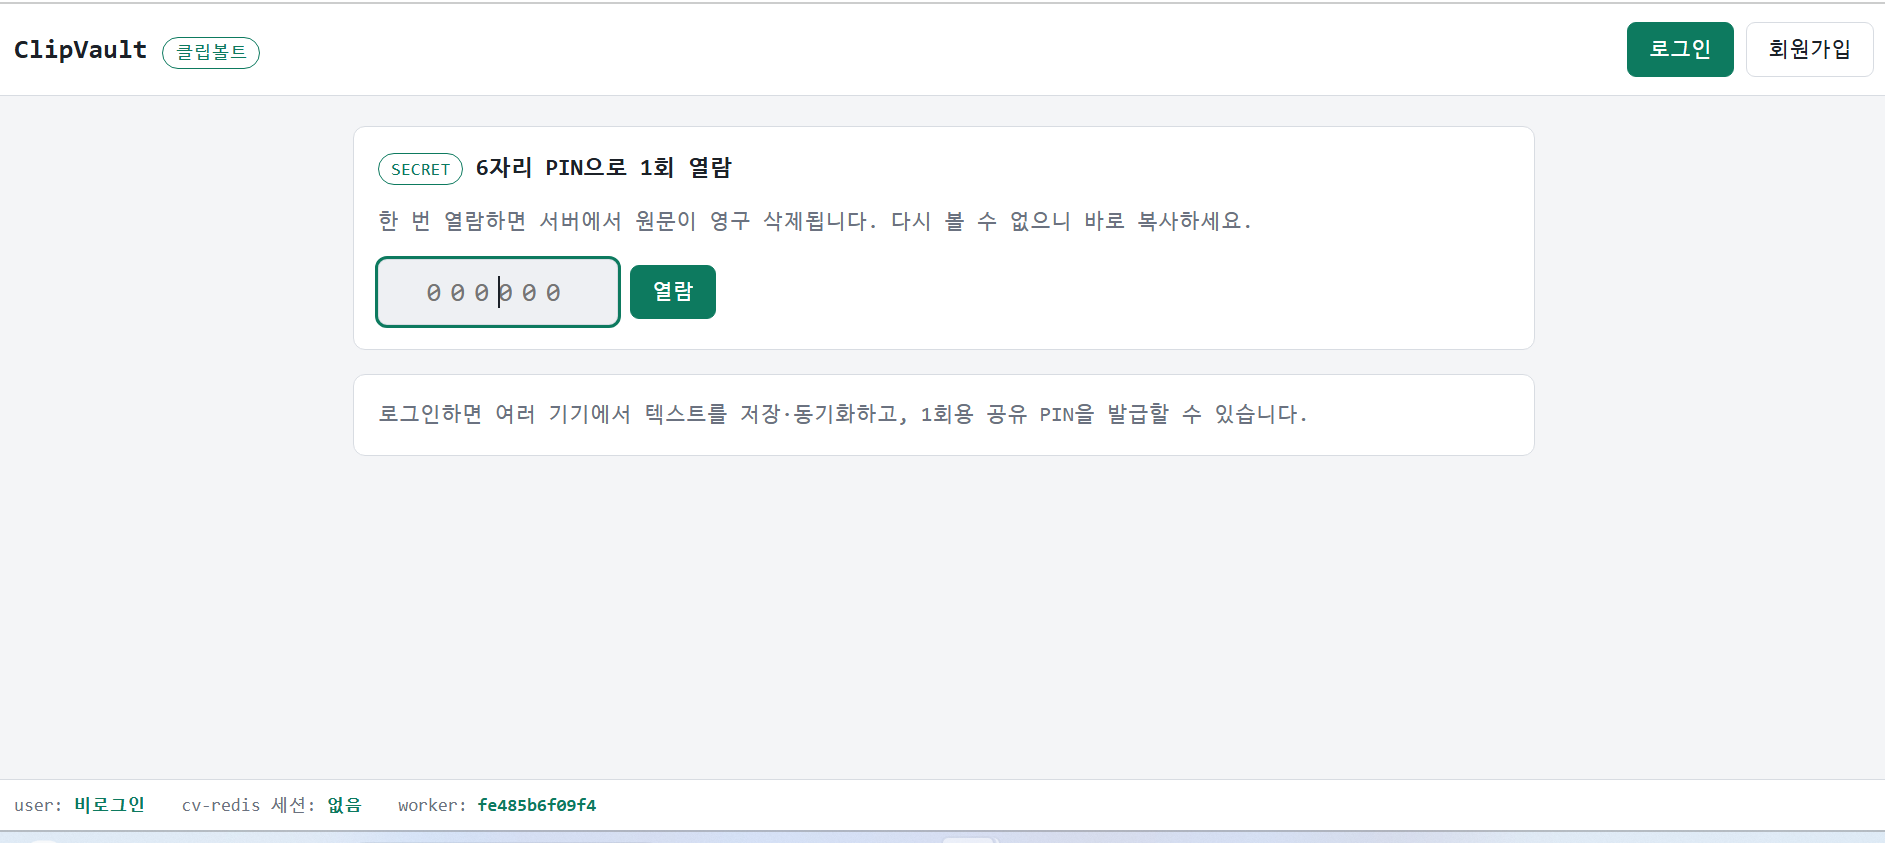 ClipVault 클립볼트 로그인 회원가입
SECRET 6자리 PIN으로 1회 열람
한 번 열람하면 서버에서 원문이 영구 삭제됩니다. 다시 볼 수 없으니 바로 복사하세요.
000000 열람
로그인하면 여러 기기에서 텍스트를 저장·동기화하고, 1회용 공유 PIN을 발급할 수 있습니다.
user: 비로그인 cv-redis 세션: 없음 worker: fe485b6f09f4